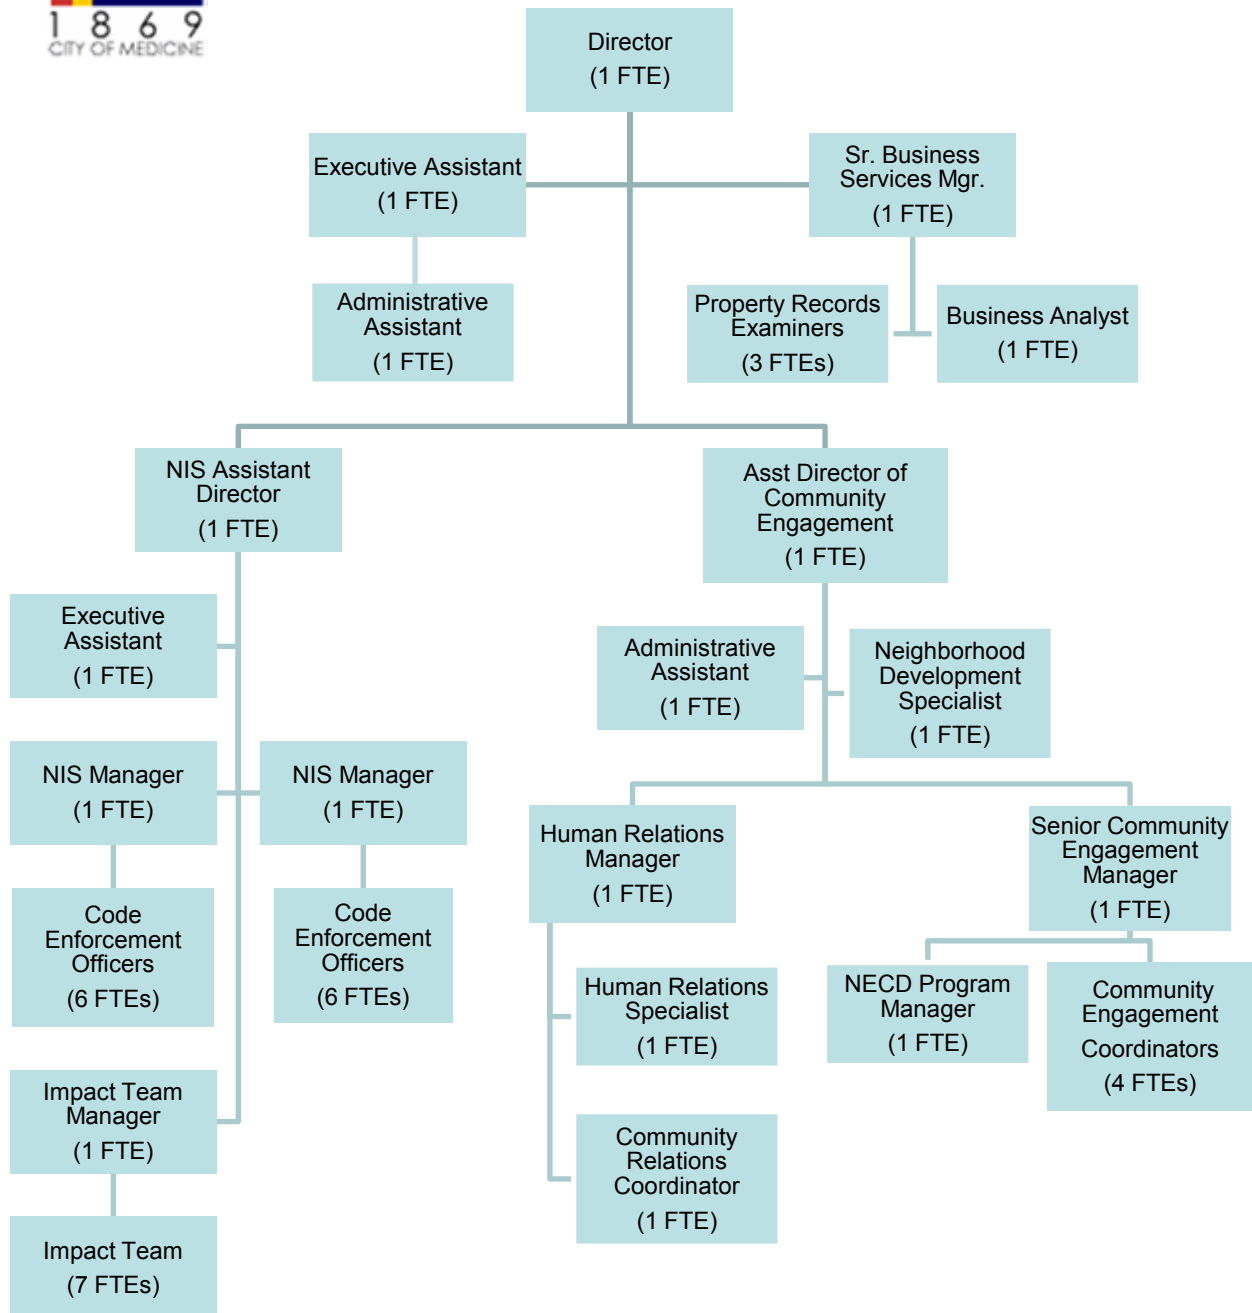 1 8 6 9
CITY OF MEDICINE
Director
(1 FTE)
Executive Assistant
(1 FTE)
Sr. Business
Services Mgr.
(1 FTE)
Administrative
Assistant
(1 FTE)
Property Records
Examiners
(3 FTEs)
Business Analyst
(1 FTE)
NIS Assistant
Director
(1 FTE)
Asst Director of
Community
Engagement
(1 FTE)
Executive
Assistant
(1 FTE)
Administrative
Assistant
(1 FTE)
Neighborhood
Development
Specialist
(1 FTE)
NIS Manager
(1 FTE)
NIS Manager
(1 FTE)
Human Relations
Manager
(1 FTE)
Senior Community
Engagement
Manager
(1 FTE)
Code
Enforcement
Officers
(6 FTEs)
Code
Enforcement
Officers
(6 FTEs)
Human Relations
Specialist
(1 FTE)
NECD Program
Manager
(1 FTE)
Community
Engagement
Coordinators
(4 FTEs)
Impact Team
Manager
(1 FTE)
Community
Relations
Coordinator
(1 FTE)
Impact Team
(7 FTEs)